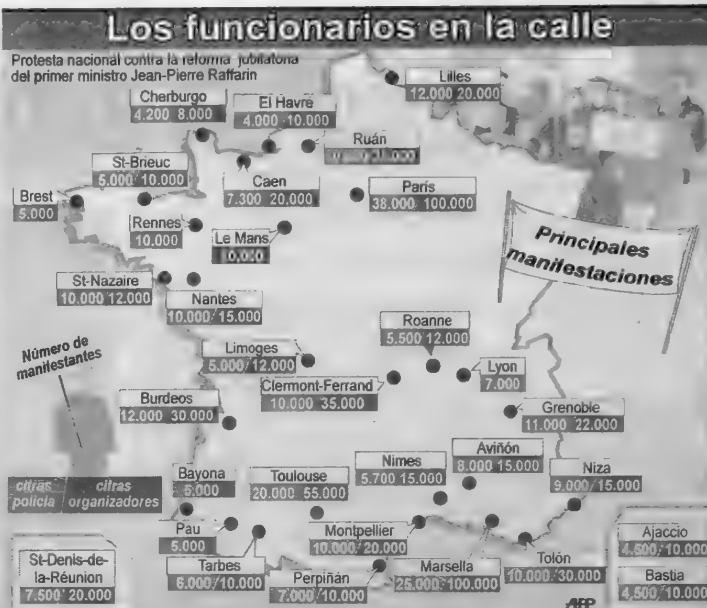 Los funcionarios en la calle
Protesta nacional contra la reforma jubilatoria
del primer ministro Jean-Pierre Raffarin
Lilles
12.000 20.000
Cherburgo
4.200 8.000
El Havre
4.000 10.000
Ruán
St-Brieuc
5.000/10.000
Caen
7.300 20.000
París
38.000 100.000
Brest
5.000
Rennes
10.000
Le Mans
Principales
manifestaciones
St-Nazaire
10.000/12.000
Nantes
10.000/15.000
Roanne
5.500 12.000
Número de
manifestantes
Limoges
5.000/12.000
Clermont-Ferrand
10.000 35.000
Lyon
7.000
Burdeos
12.000 30.000
Grenoble
11.000 22.000
cifras
policía
cifras
organizadores
Bayona
5.000
Toulouse
20.000 55.000
Nimes
5.700 15.000
Aviñón
8.000 15.000
Niza
9.000/15.000
Pau
5.000
Tarbes
6.000/10.000
Perpiñán
7.000/10.000
Montpellier
10.000/20.000
Marsella
25.000/100.000
Tolón
10.000/30.000
St-Denis-de-
la-Réunion
7.500 20.000
Ajaccio
4.500/10.000
Bastia
4,500/10.000
AFP